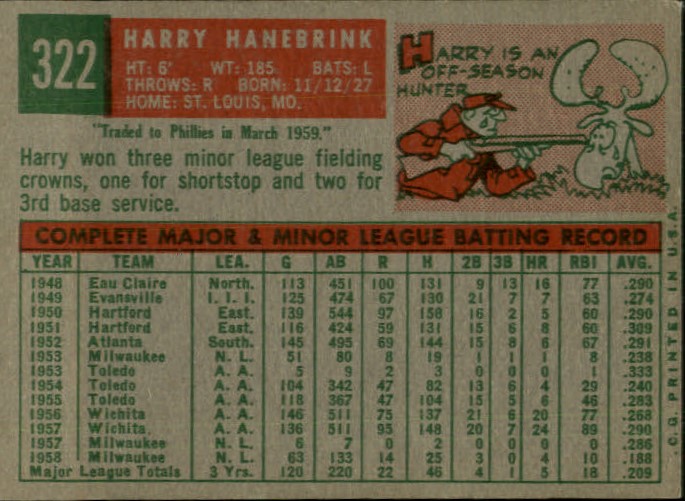 322
HARRY HANEBRINK
HT: 6' WT: 185 BATS: L
THROWS: R BORN: 11/12/27
HOME: ST. LOUIS, MO.
HARRY IS AN
OFF-SEASON
HUNTER
"Traded to Phillies in March 1959."
Harry won three minor league fielding
crowns, one for shortstop and two for
3rd base service.
COMPLETE MAJOR & MINOR LEAGUE BATTING RECORD
YEAR TEAM LEA. G AB R H 2B 3B HR RBI AVG.
1948 Eau Claire North. 113 451 100 131 9 13 16 77 .290
1949 Evansville I. I. I. 125 474 67 130 21 7 7 63 .274
1950 Hartford East. 139 544 97 158 16 2 5 60 .290
1951 Hartford East. 116 424 59 131 15 6 8 60 .309
1952 Atlanta South. 145 495 69 144 15 8 6 67 .291
1953 Milwaukee N. L. 51 80 8 19 1 1 1 8 .238
1953 Toledo A. A. 5 9 2 3 0 0 0 1 .333
1954 Toledo A. A. 104 342 47 82 13 6 4 29 .240
1955 Toledo A. A. 118 367 47 104 15 5 6 46 .283
1956 Wichita A. A. 146 511 75 137 21 6 20 77 .268
1957 Wichita A. A. 136 511 95 148 20 7 24 89 .290
1957 Milwaukee N. L. 6 7 0 2 0 0 0 0 .286
1958 Milwaukee N. L. 63 133 14 25 3 0 4 10 .188
Major League Totals 3 Yrs. 120 220 22 46 4 1 5 18 .209
T.C.G. PRINTED IN U.S.A.